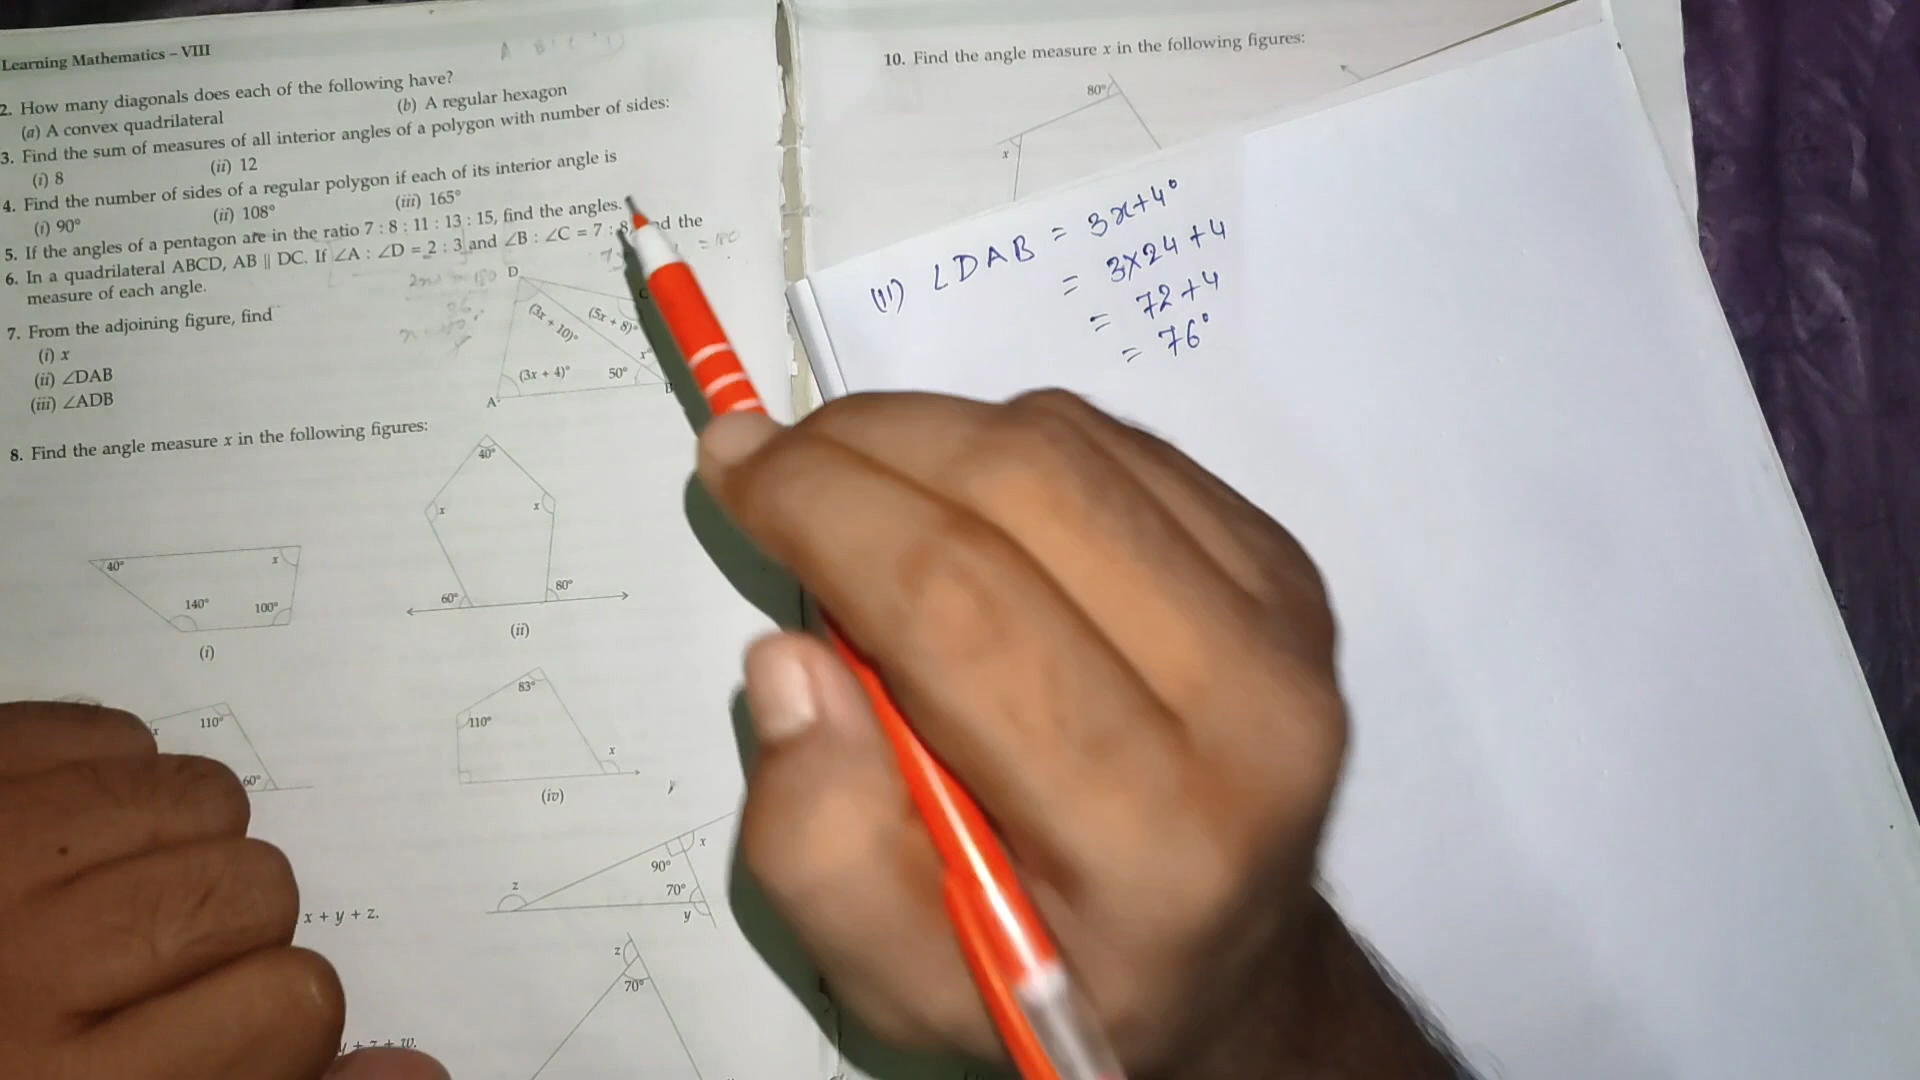 Learning Mathematics – VIII
2. How many diagonals does each of the following have?
(a) A convex quadrilateral (b) A regular hexagon
3. Find the sum of measures of all interior angles of a polygon with number of sides:
(i) 8 (ii) 12
4. Find the number of sides of a regular polygon if each of its interior angle is
(i) 90° (ii) 108° (iii) 165°
5. If the angles of a pentagon are in the ratio 7 : 8 : 11 : 13 : 15, find the angles.
6. In a quadrilateral ABCD, AB || DC. If ∠A : ∠D = 2 : 3 and ∠B : ∠C = 7 : 8, the
measure of each angle.
7. From the adjoining figure, find
(i) x
(ii) ∠DAB
(iii) ∠ADB
D
C
(3x + 10)°
(5x + 8)°
x°
(3x + 4)°
50°
A
B
8. Find the angle measure x in the following figures:
40°
x
140°
100°
(i)
40°
x
x
60°
80°
(ii)
x
110°
60°
83°
110°
x
(iv)
z
90°
x
70°
y
x + y + z.
z
70°
+ z + w.
10. Find the angle measure x in the following figures:
80°
x
(ii) ∠DAB = 3x+4°
= 3×24+4
= 72+4
= 76°